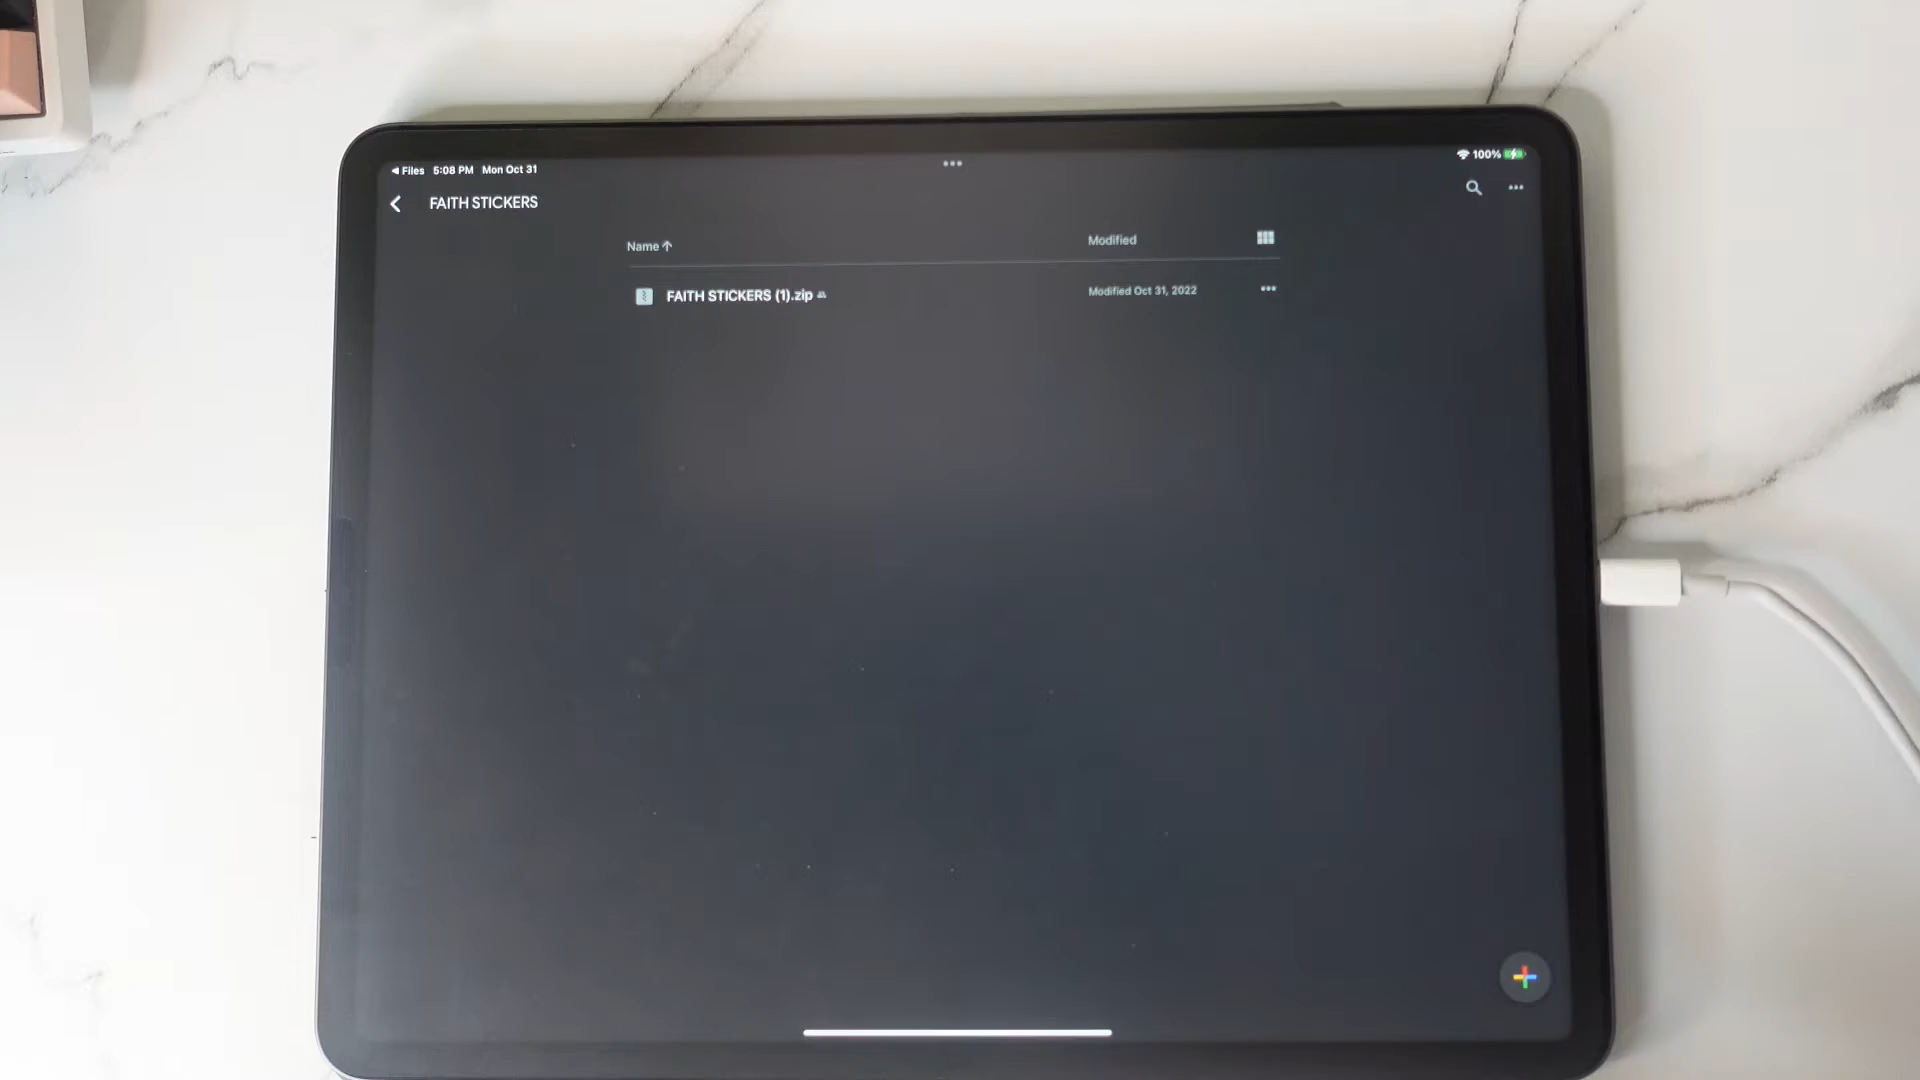 Files 5:08 PM Mon Oct 31
100%
FAITH STICKERS
Name
Modified
FAITH STICKERS (1).zip
Modified Oct 31, 2022